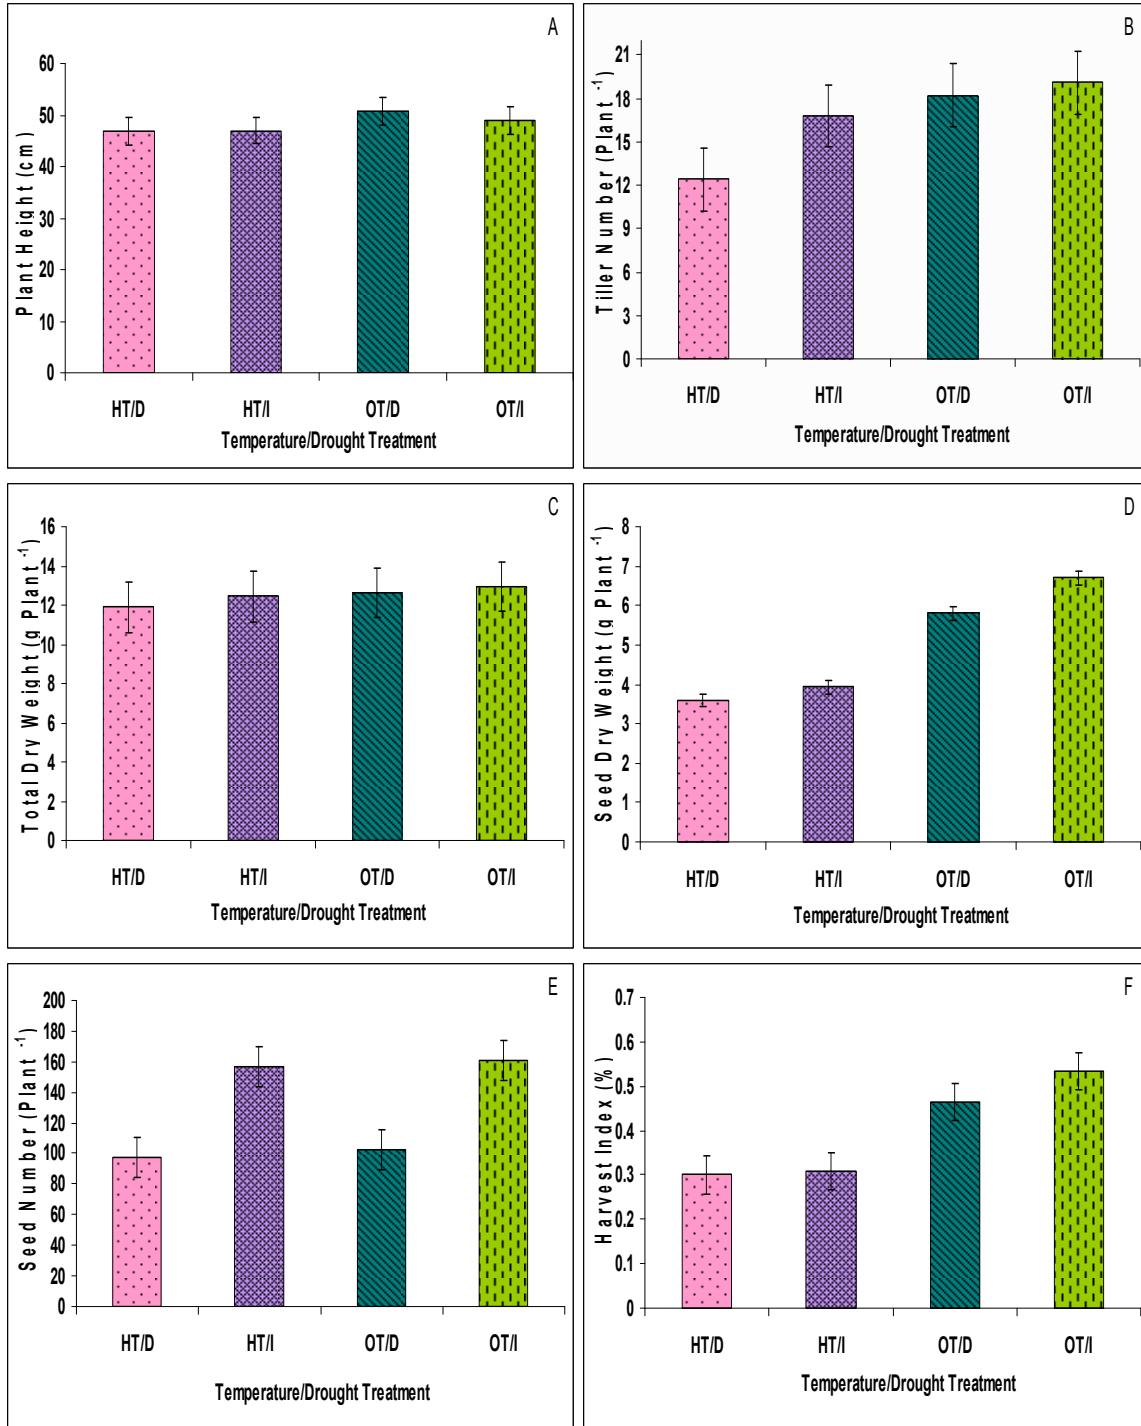 A
Plant Height (cm)
60
50
40
30
20
10
0
HT/D HT/I OT/D OT/I
Temperature/Drought Treatment
B
Tiller Number (Plant -1)
21
18
15
12
9
6
3
0
HT/D HT/I OT/D OT/I
Temperature/Drought Treatment
C
Total Dry Weight (g Plant -1)
16
14
12
10
8
6
4
2
0
HT/D HT/I OT/D OT/I
Temperature/Drought Treatment
D
Seed Dry Weight (g Plant -1)
8
7
6
5
4
3
2
1
0
HT/D HT/I OT/D OT/I
Temperature/Drought Treatment
E
Seed Number (Plant -1)
200
180
160
140
120
100
80
60
40
20
0
HT/D HT/I OT/D OT/I
Temperature/Drought Treatment
F
Harvest Index (%)
0.7
0.6
0.5
0.4
0.3
0.2
0.1
0
HT/D HT/I OT/D OT/I
Temperature/Drought Treatment